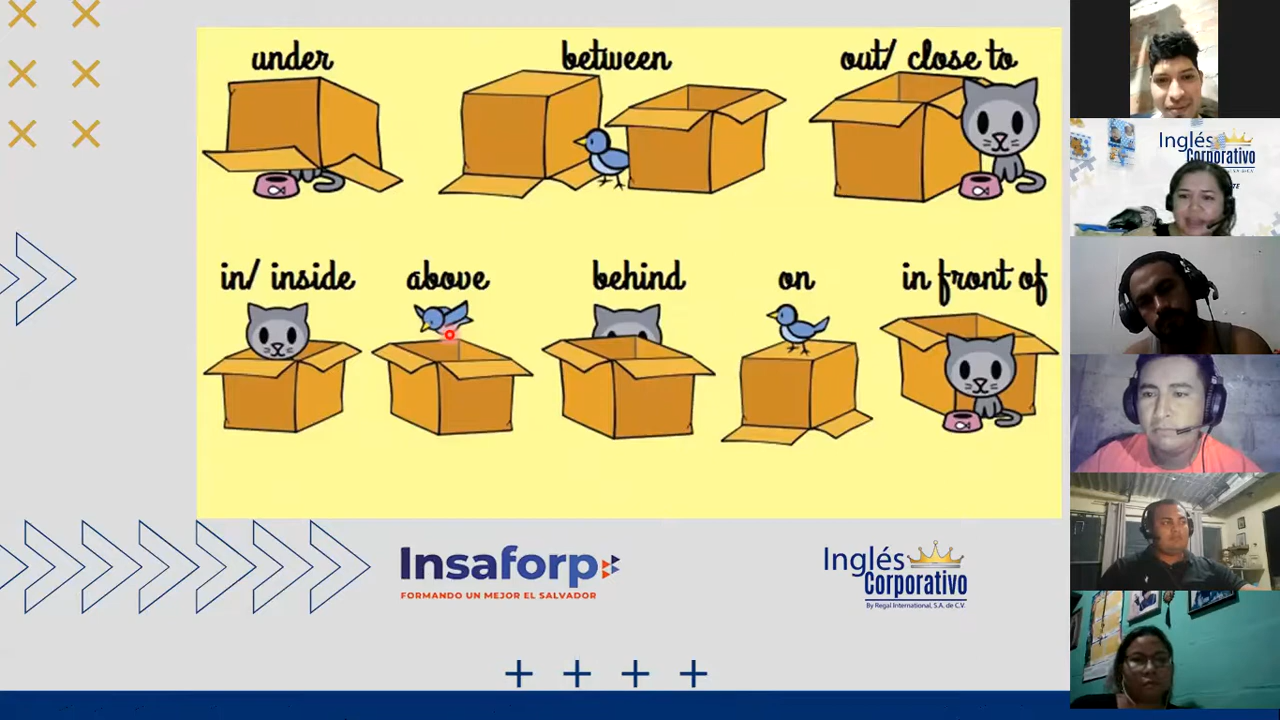 under
between
out/ close to
in/ inside
above
behind
on
in front of
Insaforp
FORMANDO UN MEJOR EL SALVADOR
Inglés
Corporativo
By Regal International, S.A. de C.V.
Inglés
Corporativo